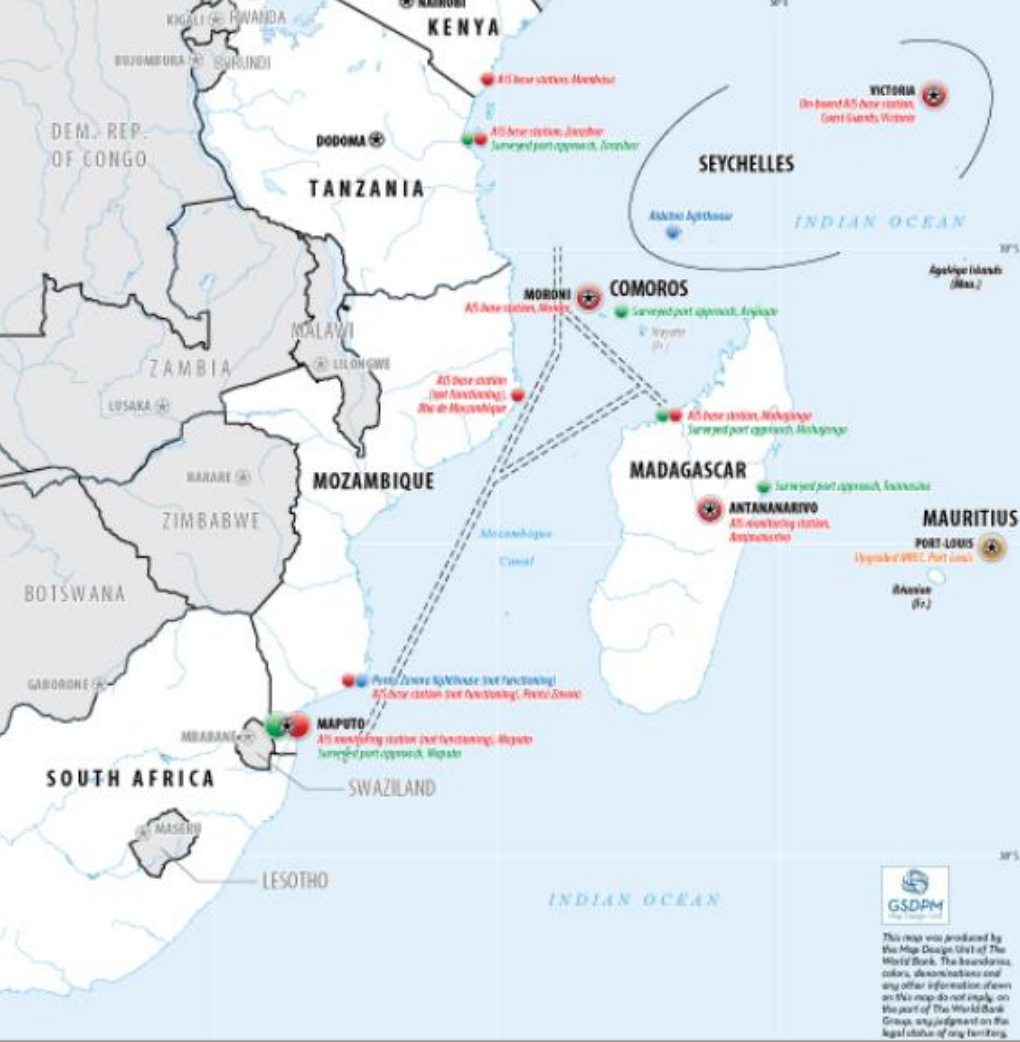 NAIROBI
KENYA
KIGALI
RWANDA
BUJUMBURA
BURUNDI
AIS base station, Mombasa
VICTORIA
On-board AIS base station,
Coast Guards, Victoria
DEM. REP.
OF CONGO
DODOMA
AIS base station, Zanzibar
Surveyed port approach, Zanzibar
SEYCHELLES
TANZANIA
Aldabra lighthouse
INDIAN OCEAN
10°S
Agaléga Islands
(Mau.)
MORONI
COMOROS
AIS base station, Moroni
Surveyed port approach, Anjouan
Mayotte
(Fr.)
MALAWI
LILONGWE
ZAMBIA
LUSAKA
AIS base station
(not functioning),
Ilha de Moçambique
AIS base station, Mahajanga
Surveyed port approach, Mahajanga
HARARE
MOZAMBIQUE
MADAGASCAR
Surveyed port approach, Toamasina
ZIMBABWE
ANTANANARIVO
AIS monitoring station,
Antananarivo
MAURITIUS
PORT-LOUIS
Upgraded MRCC, Port-Louis
Mozambique
Canal
BOTSWANA
Réunion
(Fr.)
GABORONE
Ponto Zavora lighthouse (not functioning)
AIS base station (not functioning), Ponto Zavora
MAPUTO
MBABANE
AIS monitoring station (not functioning), Maputo
Surveyed port approach, Maputo
SOUTH AFRICA
SWAZILAND
MASERU
30°S
LESOTHO
INDIAN OCEAN
GSDPM
Map Design Unit
This map was produced by
the Map Design Unit of The
World Bank. The boundaries,
colors, denominations and
any other information shown
on this map do not imply, on
the part of The World Bank
Group, any judgment on the
legal status of any territory,